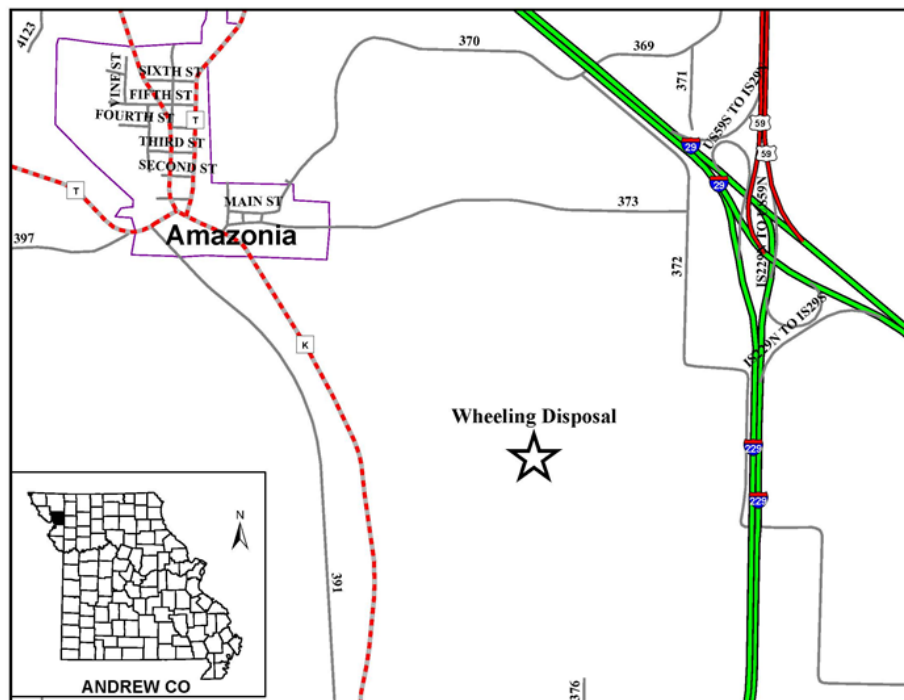 4123
370
369
371
VINE ST
SIXTH ST
FIFTH ST
FOURTH ST
T
THIRD ST
SECOND ST
US59S TO IS29N
59
59
29
29
T
MAIN ST
373
IS229N TO US59N
Amazonia
397
372
K
IS229N TO IS29S
Wheeling Disposal
229
229
N
391
376
ANDREW CO